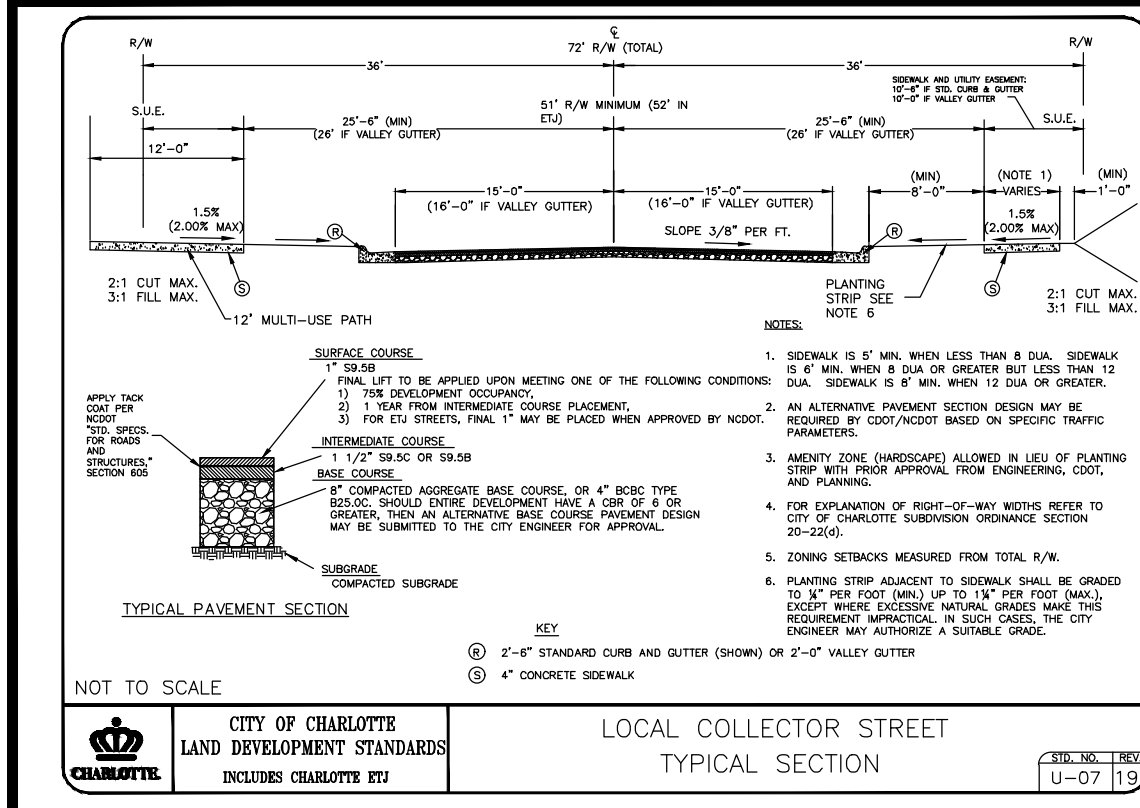 R/W
℄
72' R/W (TOTAL)
R/W
36'
36'
SIDEWALK AND UTILITY EASEMENT:
10'-6" IF STD. CURB & GUTTER
10'-0" IF VALLEY GUTTER
S.U.E.
51' R/W MINIMUM (52' IN
ETJ)
S.U.E.
25'-6" (MIN)
(26' IF VALLEY GUTTER)
25'-6" (MIN)
(26' IF VALLEY GUTTER)
12'-0"
(MIN)
8'-0"
(NOTE 1)
VARIES
(MIN)
1'-0"
15'-0"
(16'-0" IF VALLEY GUTTER)
15'-0"
(16'-0" IF VALLEY GUTTER)
1.5%
(2.00% MAX)
R
SLOPE 3/8" PER FT.
R
1.5%
(2.00% MAX)
2:1 CUT MAX.
3:1 FILL MAX.
S
12' MULTI-USE PATH
PLANTING
STRIP SEE
NOTE 6
S
2:1 CUT MAX.
3:1 FILL MAX.
SURFACE COURSE
1" S9.5B
FINAL LIFT TO BE APPLIED UPON MEETING ONE OF THE FOLLOWING CONDITIONS:
1) 75% DEVELOPMENT OCCUPANCY,
2) 1 YEAR FROM INTERMEDIATE COURSE PLACEMENT,
3) FOR ETJ STREETS, FINAL 1" MAY BE PLACED WHEN APPROVED BY NCDOT.
APPLY TACK
COAT PER
NCDOT
"STD. SPECS.
FOR ROADS
AND
STRUCTURES,"
SECTION 605
INTERMEDIATE COURSE
1 1/2" S9.5C OR S9.5B
BASE COURSE
8" COMPACTED AGGREGATE BASE COURSE, OR 4" BCBC TYPE
B25.0C. SHOULD ENTIRE DEVELOPMENT HAVE A CBR OF 6 OR
GREATER, THEN AN ALTERNATIVE BASE COURSE PAVEMENT DESIGN
MAY BE SUBMITTED TO THE CITY ENGINEER FOR APPROVAL.
SUBGRADE
COMPACTED SUBGRADE
TYPICAL PAVEMENT SECTION
NOTES:
1. SIDEWALK IS 5' MIN. WHEN LESS THAN 8 DUA. SIDEWALK
IS 6' MIN. WHEN 8 DUA OR GREATER BUT LESS THAN 12
DUA. SIDEWALK IS 8' MIN. WHEN 12 DUA OR GREATER.
2. AN ALTERNATIVE PAVEMENT SECTION DESIGN MAY BE
REQUIRED BY CDOT/NCDOT BASED ON SPECIFIC TRAFFIC
PARAMETERS.
3. AMENITY ZONE (HARDSCAPE) ALLOWED IN LIEU OF PLANTING
STRIP WITH PRIOR APPROVAL FROM ENGINEERING, CDOT,
AND PLANNING.
4. FOR EXPLANATION OF RIGHT-OF-WAY WIDTHS REFER TO
CITY OF CHARLOTTE SUBDIVISION ORDINANCE SECTION
20-22(d).
5. ZONING SETBACKS MEASURED FROM TOTAL R/W.
6. PLANTING STRIP ADJACENT TO SIDEWALK SHALL BE GRADED
TO ¼" PER FOOT (MIN.) UP TO 1¼" PER FOOT (MAX.),
EXCEPT WHERE EXCESSIVE NATURAL GRADES MAKE THIS
REQUIREMENT IMPRACTICAL. IN SUCH CASES, THE CITY
ENGINEER MAY AUTHORIZE A SUITABLE GRADE.
KEY
R 2'-6" STANDARD CURB AND GUTTER (SHOWN) OR 2'-0" VALLEY GUTTER
S 4" CONCRETE SIDEWALK
NOT TO SCALE
CHARLOTTE.
CITY OF CHARLOTTE
LAND DEVELOPMENT STANDARDS
INCLUDES CHARLOTTE ETJ
LOCAL COLLECTOR STREET
TYPICAL SECTION
STD. NO. REV.
U-07 19